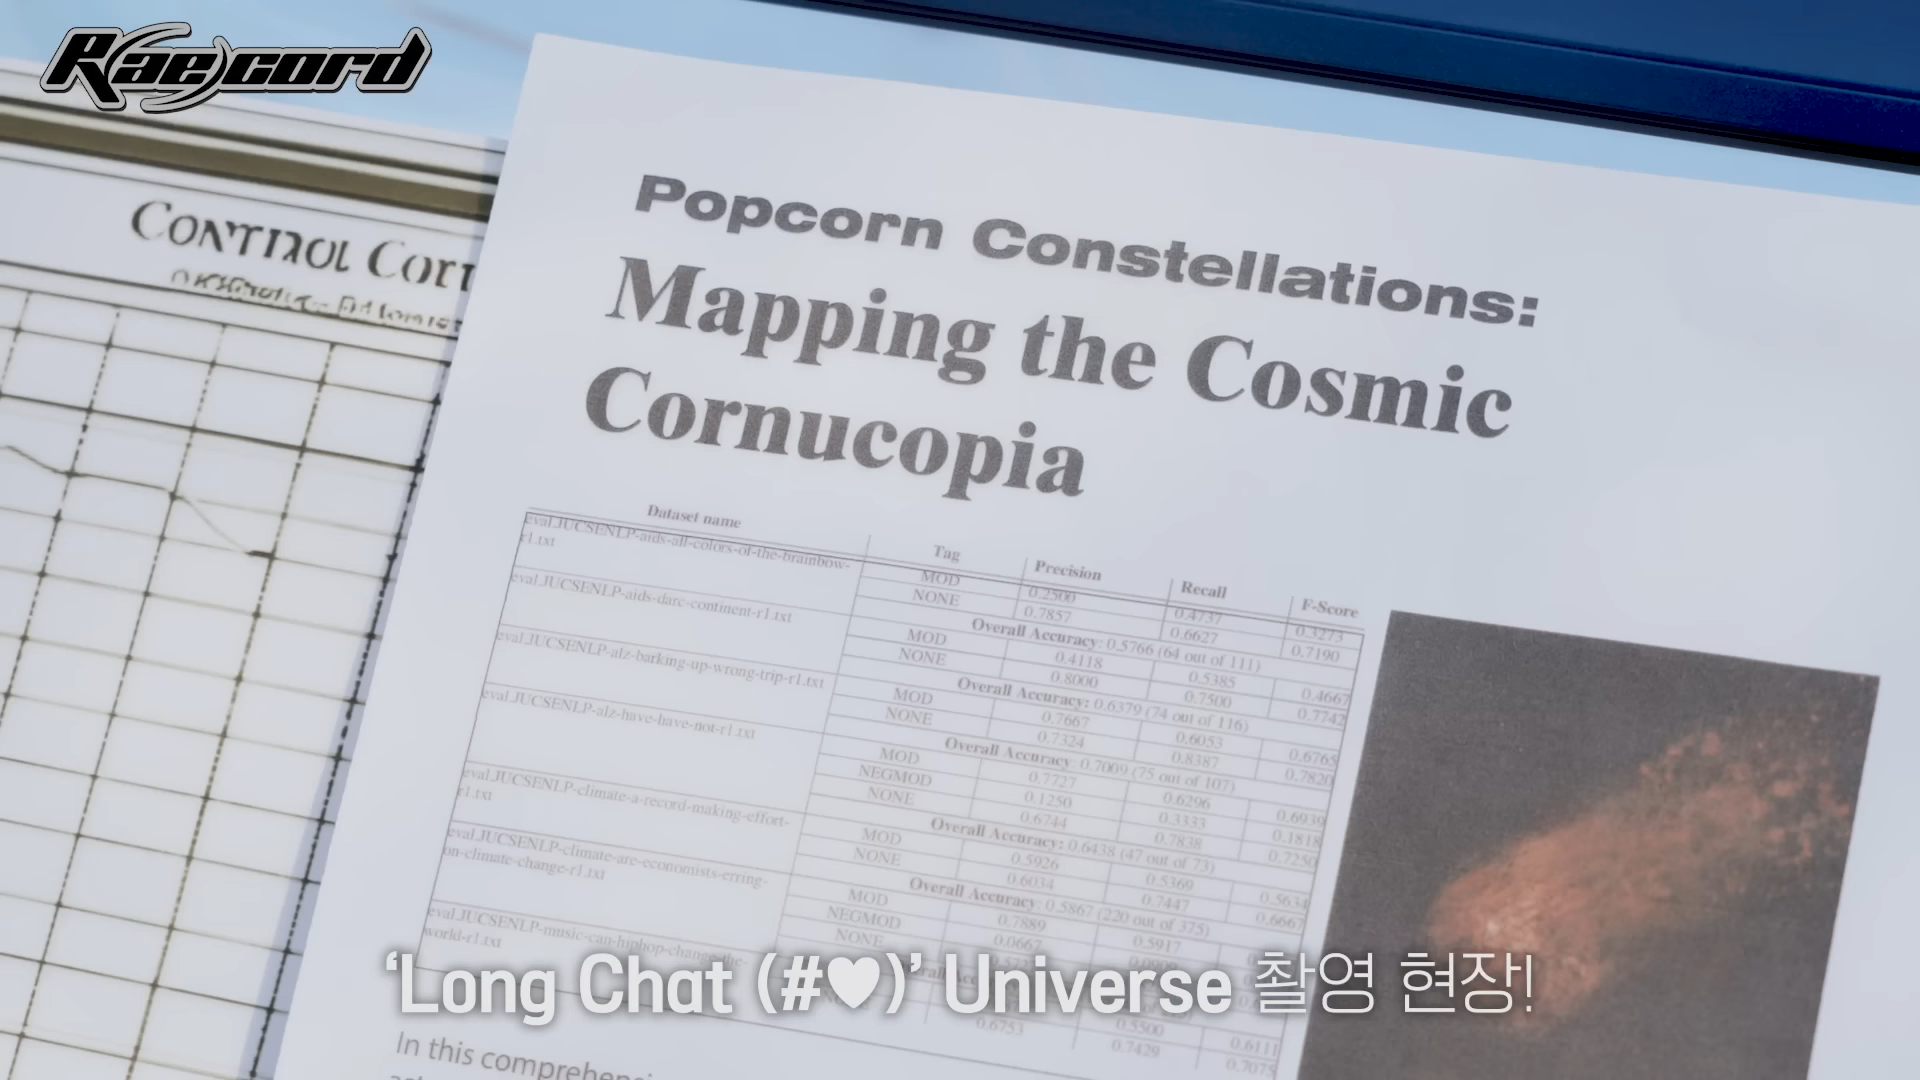 Rae(cord
CONTROL
Popcorn Constellations:
Mapping the Cosmic
Cornucopia
Dataset name Tag Precision Recall F-Score
eval.JUCSENLP-aids-all-colors-of-the-brainbow-
r1.txt
MOD 0.2500 0.4737 0.3273
NONE 0.7857 0.6627 0.7190
Overall Accuracy: 0.5766 (64 out of 111)
eval.JUCSENLP-aids-darc-continent-r1.txt
MOD 0.4118 0.5385 0.4667
NONE 0.8000 0.7500 0.7742
Overall Accuracy: 0.6379 (74 out of 116)
eval.JUCSENLP-alz-barking-up-wrong-trip-r1.txt
MOD 0.7667 0.6053 0.6765
NONE 0.7324 0.8387 0.7820
Overall Accuracy: 0.7009 (75 out of 107)
eval.JUCSENLP-alz-have-have-not-r1.txt
MOD 0.7727 0.6296 0.6939
NEGMOD 0.1250 0.3333 0.1818
NONE 0.6744 0.7838 0.7250
Overall Accuracy: 0.6438 (47 out of 73)
eval.JUCSENLP-climate-a-record-making-effort-
r1.txt
MOD 0.5926 0.5369 0.5634
NONE 0.6034 0.7447 0.6667
Overall Accuracy: 0.5867 (220 out of 375)
eval.JUCSENLP-climate-are-economists-erring-
on-climate-change-r1.txt
MOD 0.7889 0.5917
NEGMOD 0.0667
NONE
eval.JUCSENLP-music-can-hiphop-change-the-
world-r1.txt
0.5500 0.6111
0.6753 0.7429 0.7075
‘Long Chat (#♥)’ Universe 촬영 현장!
In this